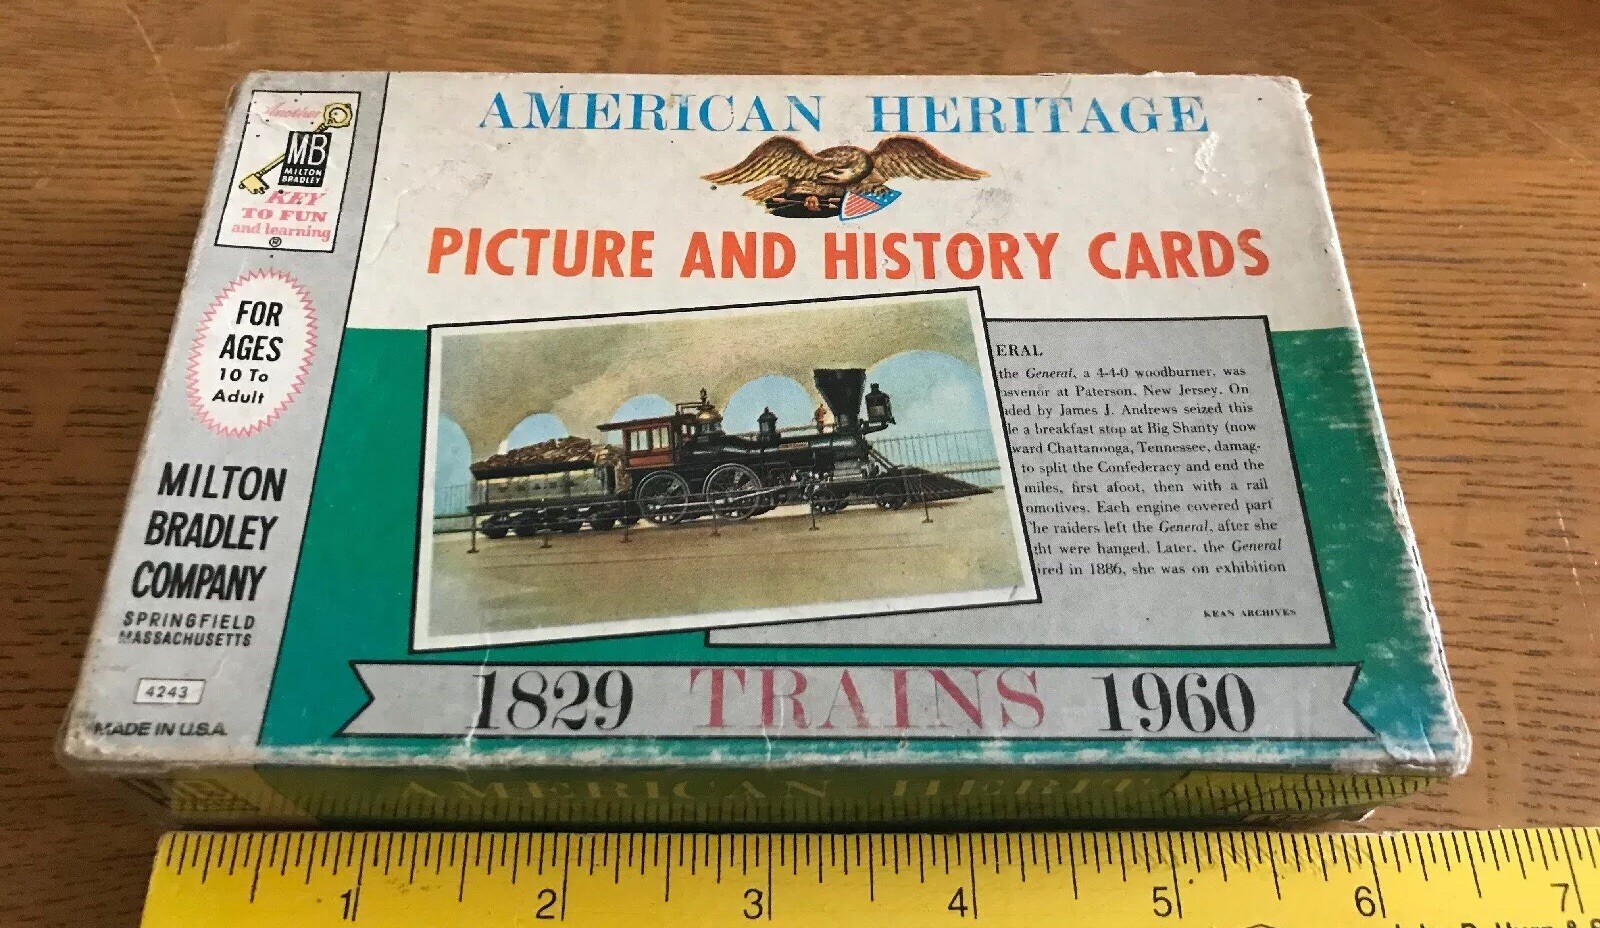 Another
MB
MILTON
BRADLEY
KEY
TO FUN
and learning
®
FOR
AGES
10 To
Adult
MILTON
BRADLEY
COMPANY
SPRINGFIELD
MASSACHUSETTS
4243
MADE IN U.S.A.
AMERICAN HERITAGE
®
PICTURE AND HISTORY CARDS
ERAL
the General, a 4-4-0 woodburner, was
svenor at Paterson, New Jersey. On
ded by James J. Andrews seized this
le a breakfast stop at Big Shanty (now
ward Chattanooga, Tennessee, damag-
to split the Confederacy and end the
miles, first afoot, then with a rail
omotives. Each engine covered part
he raiders left the General, after she
ght were hanged. Later, the General
ired in 1886, she was on exhibition
KEAN ARCHIVES
1829 TRAINS 1960
AMERICAN HERIT
1 2 3 4 5 6 7